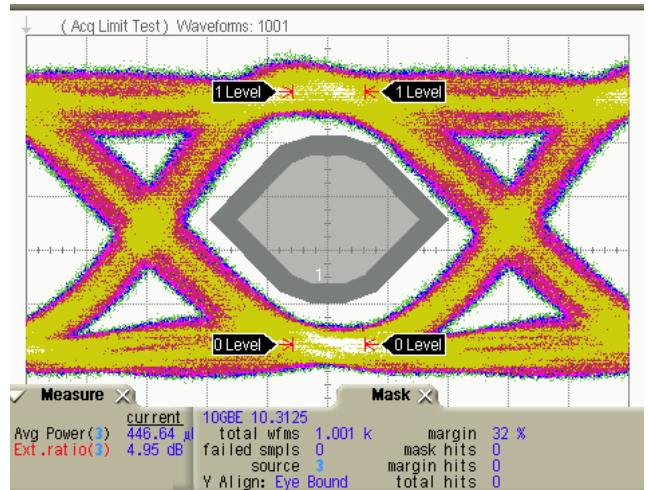 ( Acq Limit Test ) Waveforms: 1001
1 Level 1 Level
1
0 Level 0 Level
Measure Mask
current 10GBE 10.3125
Avg Power(3) 446.64 total wfms 1.001 k margin 32 %
Ext.ratio(3) 4.95 dB failed smpls 0 mask hits 0
source 3 margin hits 0
Y Align: Eye Bound total hits 0